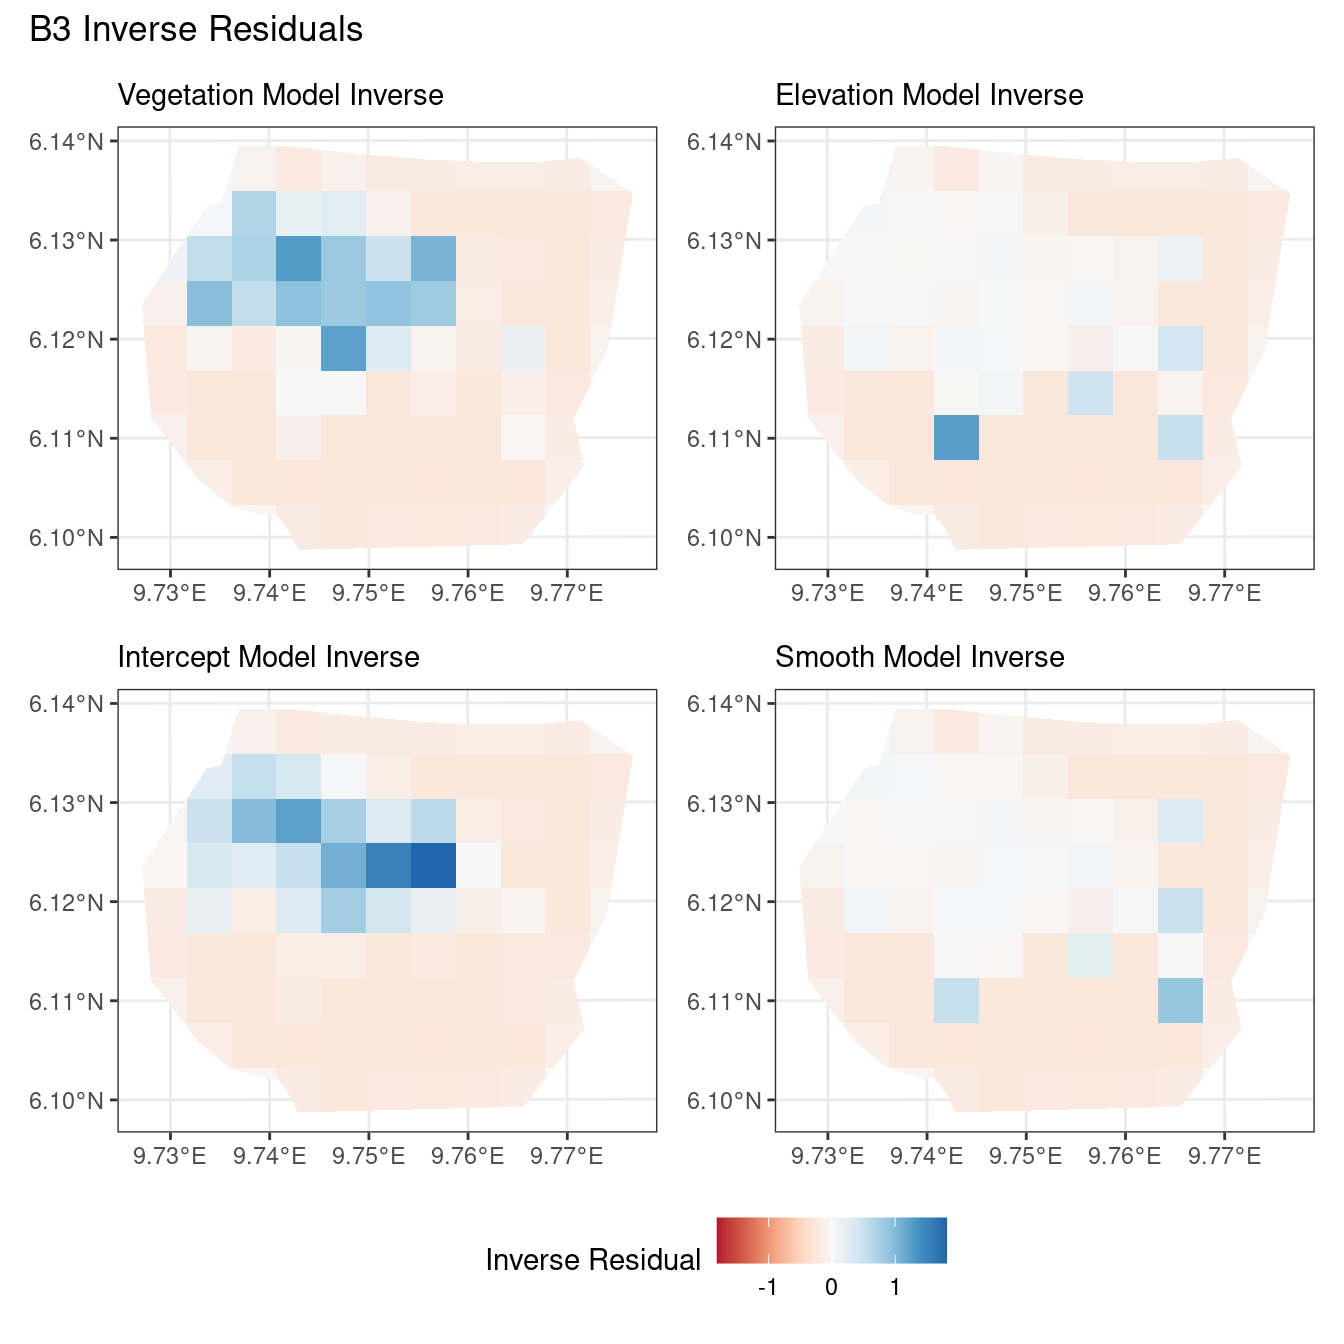 B3 Inverse Residuals
Vegetation Model Inverse
Elevation Model Inverse
6.14°N
6.13°N
6.12°N
6.11°N
6.10°N
9.73°E 9.74°E 9.75°E 9.76°E 9.77°E
6.14°N
6.13°N
6.12°N
6.11°N
6.10°N
9.73°E 9.74°E 9.75°E 9.76°E 9.77°E
Intercept Model Inverse
Smooth Model Inverse
6.14°N
6.13°N
6.12°N
6.11°N
6.10°N
9.73°E 9.74°E 9.75°E 9.76°E 9.77°E
6.14°N
6.13°N
6.12°N
6.11°N
6.10°N
9.73°E 9.74°E 9.75°E 9.76°E 9.77°E
Inverse Residual
-1 0 1